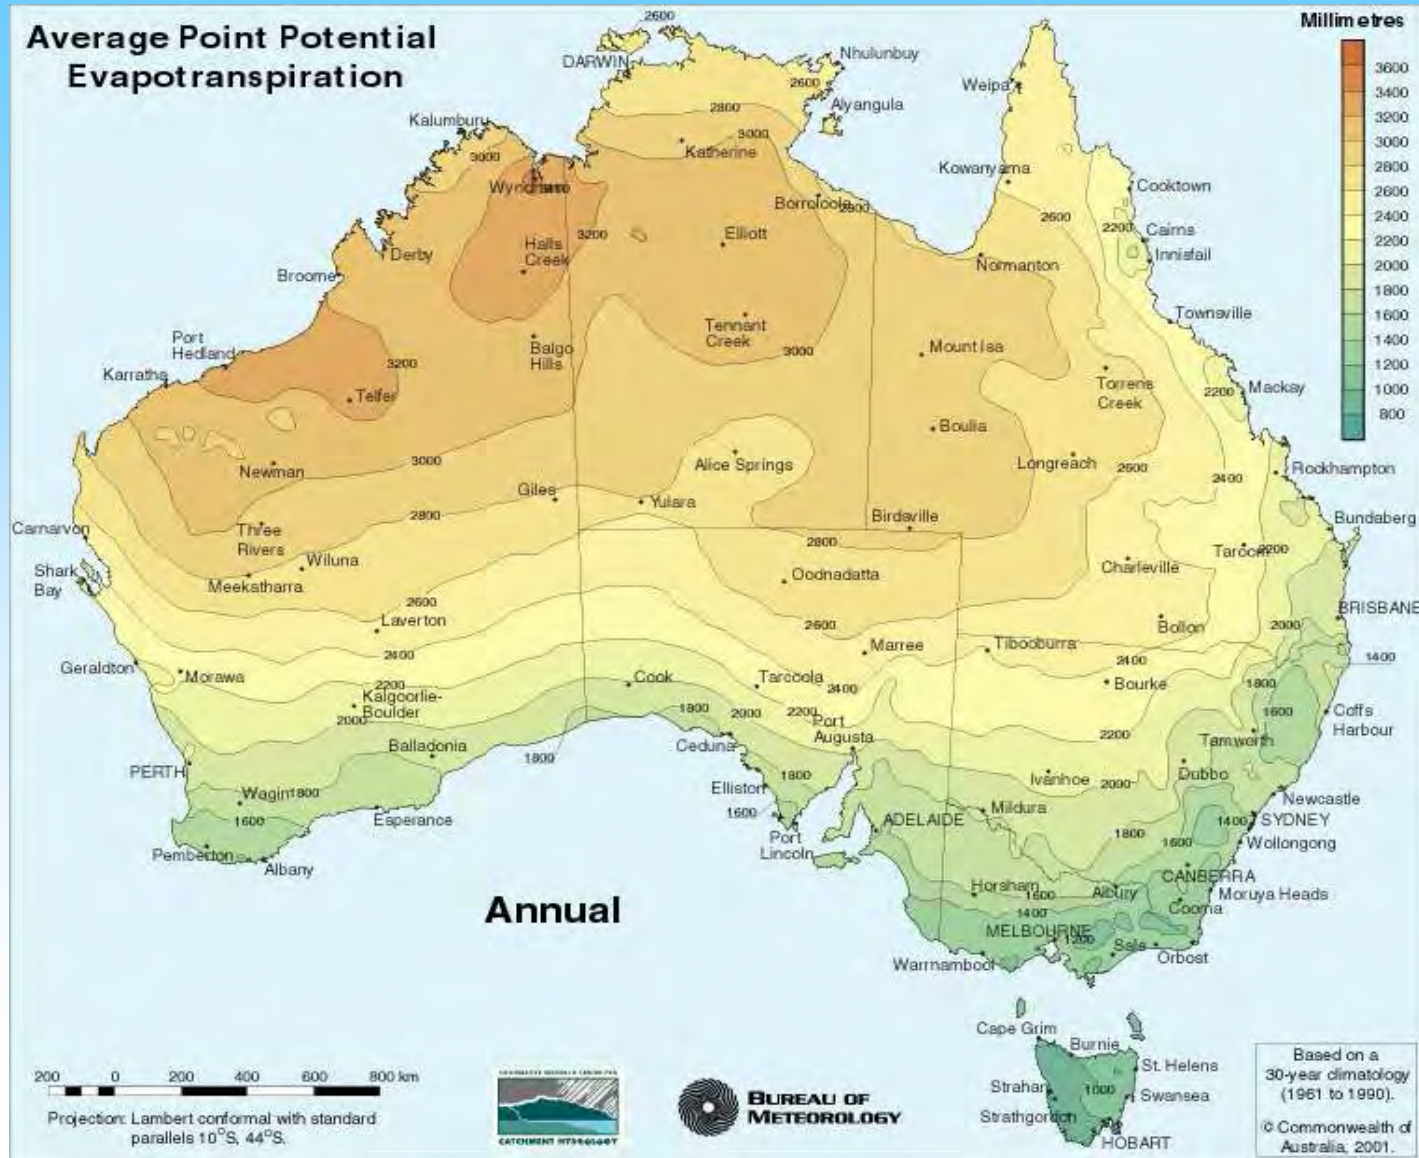 Average Point Potential
Evapotranspiration
Millimetres
3600
3400
3200
3000
2800
2600
2400
2200
2000
1800
1600
1400
1200
1000
800
2600
DARWIN
Nhulunbuy
2600
Alyangula
Weipa
2800
Kalumburu
3000
3000
Katherine
Kowanyama
Cooktown
Wyndham
Borroloola
2600
2200
Cairns
3200
Elliott
Halls
Creek
Innisfail
Derby
Normanton
Broome
Townsville
Port
Hedland
Tennant
Creek
3000
Balgo
Hills
Mount Isa
3200
Karratha
Torrens
Creek
2200
Mackay
Telfer
Boulia
Newman
3000
Alice Springs
Longreach
2600
Rockhampton
2400
Giles
Yulara
2800
Birdsville
Bundaberg
Carnarvon
Three
Rivers
2800
Taroom
2200
Wiluna
Charleville
Shark
Bay
Meekatharra
Oodnadatta
2600
BRISBANE
Laverton
2600
Bollon
2000
2400
Marree
Tibooburra
2400
1400
Geraldton
Morawa
2200
Cook
Tarcoola
2400
Bourke
1800
Kalgoorlie-
Boulder
2000
1800
2000
2200
Port
Augusta
1600
Coffs
Harbour
Balladonia
Ceduna
2200
Tamworth
1800
PERTH
1800
Ivanhoe
2000
Dubbo
Wagin
1800
Elliston
Mildura
Newcastle
1600
Esperance
1600
ADELAIDE
1800
1400
SYDNEY
Port
Lincoln
1600
Wollongong
Pemberton
Albany
CANBERRA
Horsham
1600
Albury
Moruya Heads
Annual
1400
Cooma
MELBOURNE
1200
Sale
Orbost
Warrnambool
Cape Grim
Burnie
St. Helens
Strahan
1000
Swansea
Strathgordon
HOBART
200 0 200 400 600 800 km
Projection: Lambert conformal with standard
parallels 10°S, 44°S.
CATCHMENT HYDROLOGY
BUREAU OF
METEOROLOGY
Based on a
30-year climatology
(1961 to 1990).
© Commonwealth of
Australia, 2001.